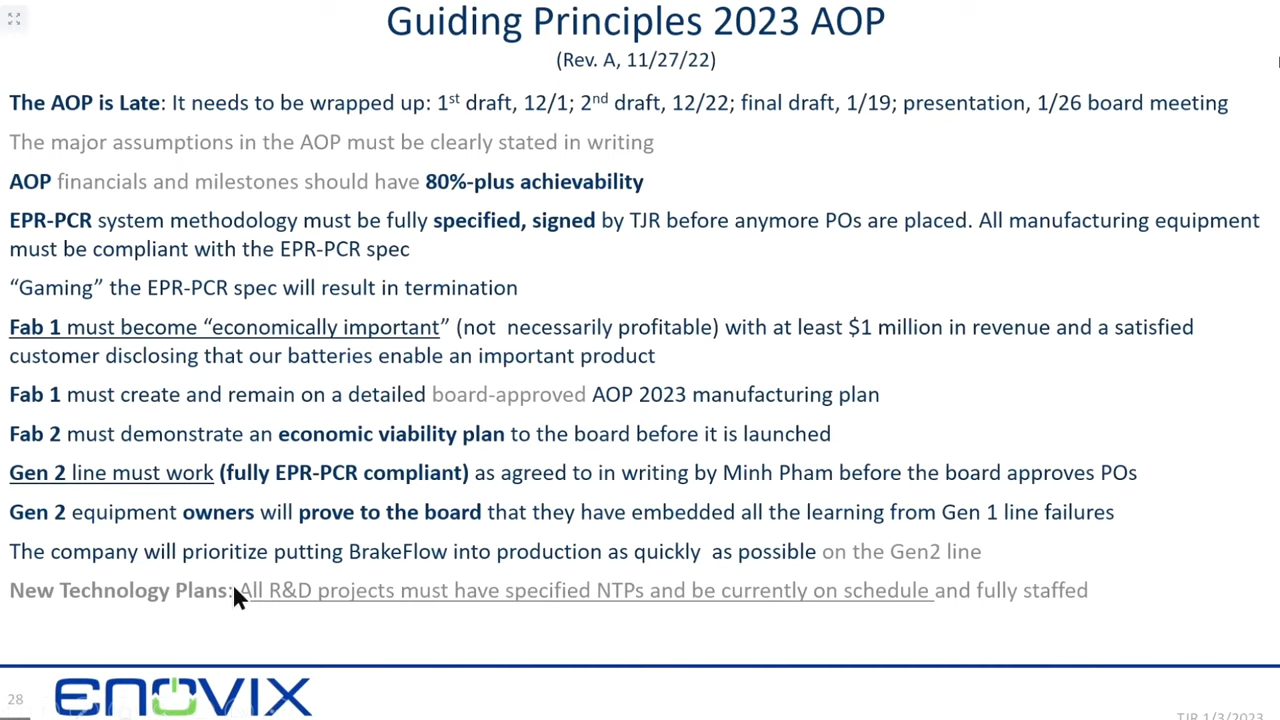 Guiding Principles 2023 AOP
(Rev. A, 11/27/22)
The AOP is Late: It needs to be wrapped up: 1st draft, 12/1; 2nd draft, 12/22; final draft, 1/19; presentation, 1/26 board meeting
The major assumptions in the AOP must be clearly stated in writing
AOP financials and milestones should have 80%-plus achievability
EPR-PCR system methodology must be fully specified, signed by TJR before anymore POs are placed. All manufacturing equipment
must be compliant with the EPR-PCR spec
“Gaming” the EPR-PCR spec will result in termination
Fab 1 must become “economically important” (not necessarily profitable) with at least $1 million in revenue and a satisfied
customer disclosing that our batteries enable an important product
Fab 1 must create and remain on a detailed board-approved AOP 2023 manufacturing plan
Fab 2 must demonstrate an economic viability plan to the board before it is launched
Gen 2 line must work (fully EPR-PCR compliant) as agreed to in writing by Minh Pham before the board approves POs
Gen 2 equipment owners will prove to the board that they have embedded all the learning from Gen 1 line failures
The company will prioritize putting BrakeFlow into production as quickly as possible on the Gen2 line
New Technology Plans: All R&D projects must have specified NTPs and be currently on schedule and fully staffed
28
ENOVIX
TJR 1/3/2023